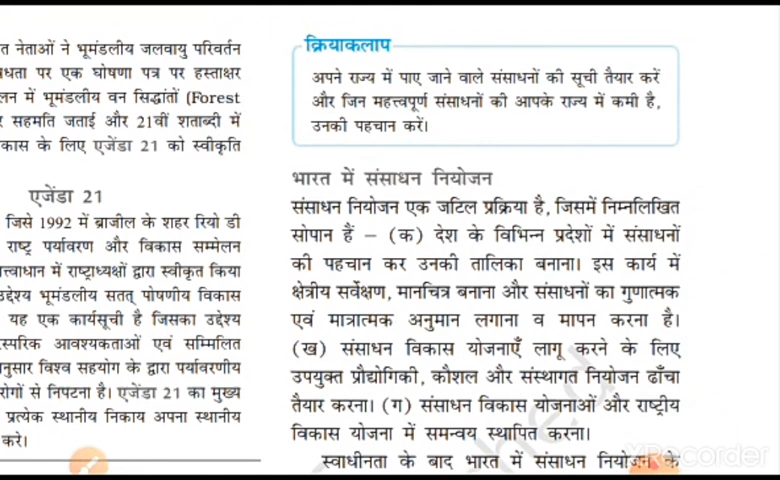 त नेताओं ने भूमंडलीय जलवायु परिवर्तन
पर एक घोषणा पत्र पर हस्ताक्षर
लन में भूमंडलीय वन सिद्धांतों (Forest
सहमति जताई और 21वीं शताब्दी में
कास के लिए एजेंडा 21 को स्वीकृति
एजेंडा 21
जिसे 1992 में ब्राजील के शहर रियो डी
राष्ट्र पर्यावरण और विकास सम्मेलन
त्त्वाधान में राष्ट्राध्यक्षों द्वारा स्वीकृत किया
उद्देश्य भूमंडलीय सतत् पोषणीय विकास
यह एक कार्यसूची है जिसका उद्देश्य
स्परिक आवश्यकताओं एवं सम्मिलित
नुसार विश्व सहयोग के द्वारा पर्यावरणीय
रोगों से निपटना है। एजेंडा 21 का मुख्य
प्रत्येक स्थानीय निकाय अपना स्थानीय
करे।
क्रियाकलाप
अपने राज्य में पाए जाने वाले संसाधनों की सूची तैयार करें
और जिन महत्त्वपूर्ण संसाधनों की आपके राज्य में कमी है,
उनकी पहचान करें।
भारत में संसाधन नियोजन
संसाधन नियोजन एक जटिल प्रक्रिया है, जिसमें निम्नलिखित
सोपान हैं – (क) देश के विभिन्न प्रदेशों में संसाधनों
की पहचान कर उनकी तालिका बनाना। इस कार्य में
क्षेत्रीय सर्वेक्षण, मानचित्र बनाना और संसाधनों का गुणात्मक
एवं मात्रात्मक अनुमान लगाना व मापन करना है।
(ख) संसाधन विकास योजनाएँ लागू करने के लिए
उपयुक्त प्रौद्योगिकी, कौशल और संस्थागत नियोजन ढाँचा
तैयार करना। (ग) संसाधन विकास योजनाओं और राष्ट्रीय
विकास योजना में समन्वय स्थापित करना।
स्वाधीनता के बाद भारत में संसाधन नियोजन के
XRecorder